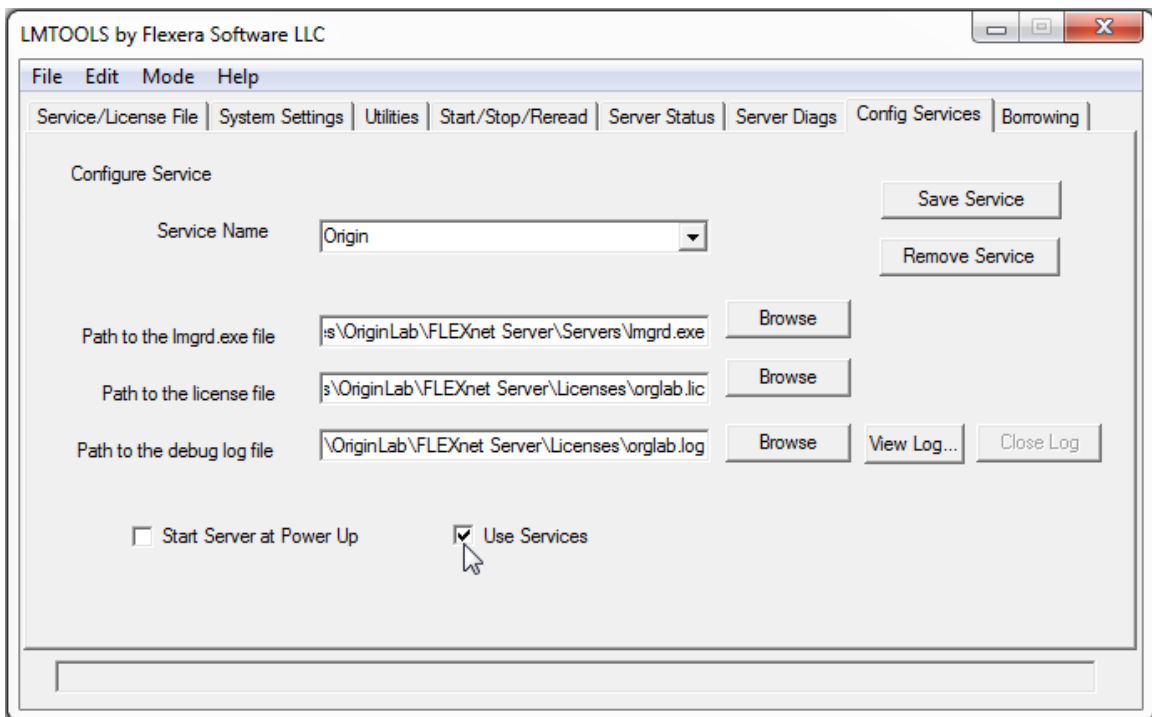 LMTOOLS by Flexera Software LLC
File Edit Mode Help
Service/License File System Settings Utilities Start/Stop/Reread Server Status Server Diags Config Services Borrowing
Configure Service
Save Service
Service Name Origin
Remove Service
Path to the lmgrd.exe file es\OriginLab\FLEXnet Server\Servers\lmgrd.exe Browse
Path to the license file s\OriginLab\FLEXnet Server\Licenses\orglab.lic Browse
Path to the debug log file \OriginLab\FLEXnet Server\Licenses\orglab.log Browse View Log... Close Log
Start Server at Power Up Use Services